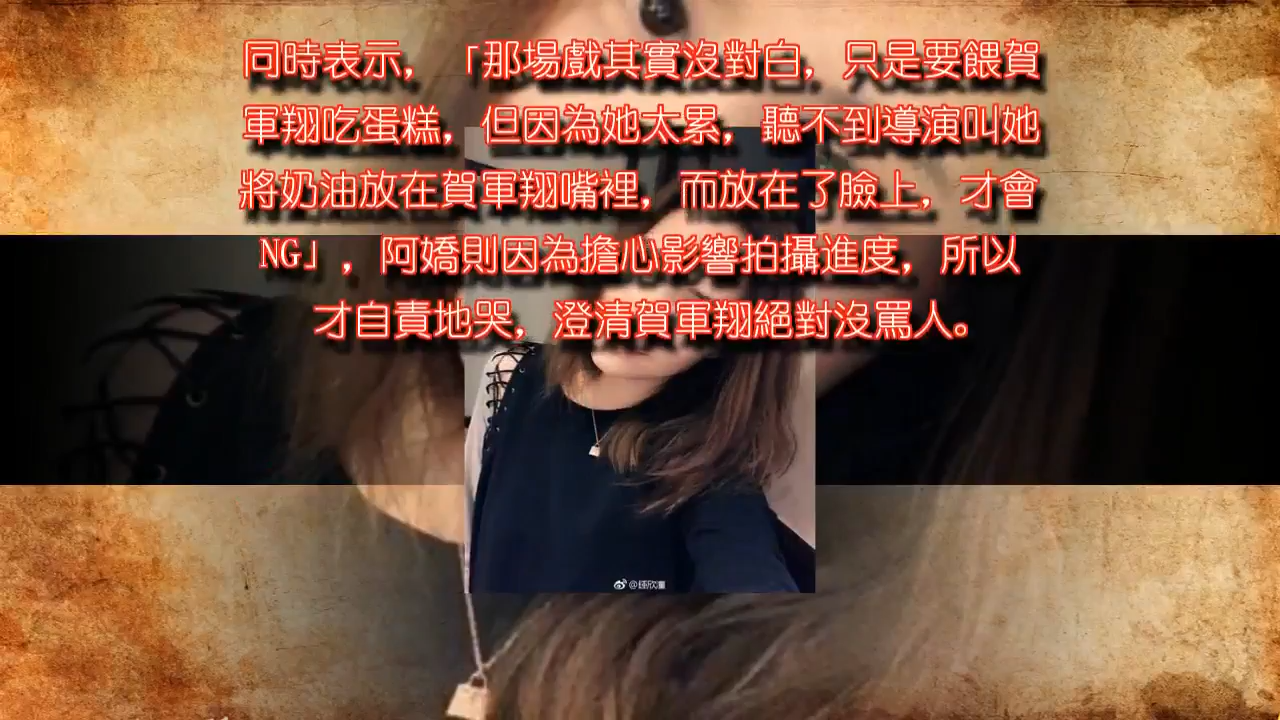 同時表示，「那場戲其實沒對白，只是要餵賀
軍翔吃蛋糕，但因為她太累，聽不到導演叫她
將奶油放在賀軍翔嘴裡，而放在了臉上，才會
NG」，阿嬌則因為擔心影響拍攝進度，所以
才自責地哭，澄清賀軍翔絕對沒罵人。
@鍾欣潼